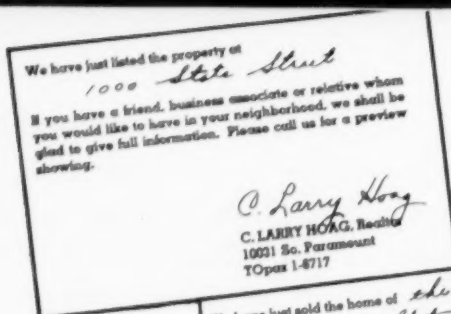 We have just listed the property at
1000 State Street
If you have a friend, business associate or relative whom
you would like to have in your neighborhood, we shall be
glad to give full information. Please call us for a preview
showing.
C. Larry Hoag
C. LARRY HOAG, Realtor
10031 So. Paramount
TOpaz 1-8717
just sold the home of the